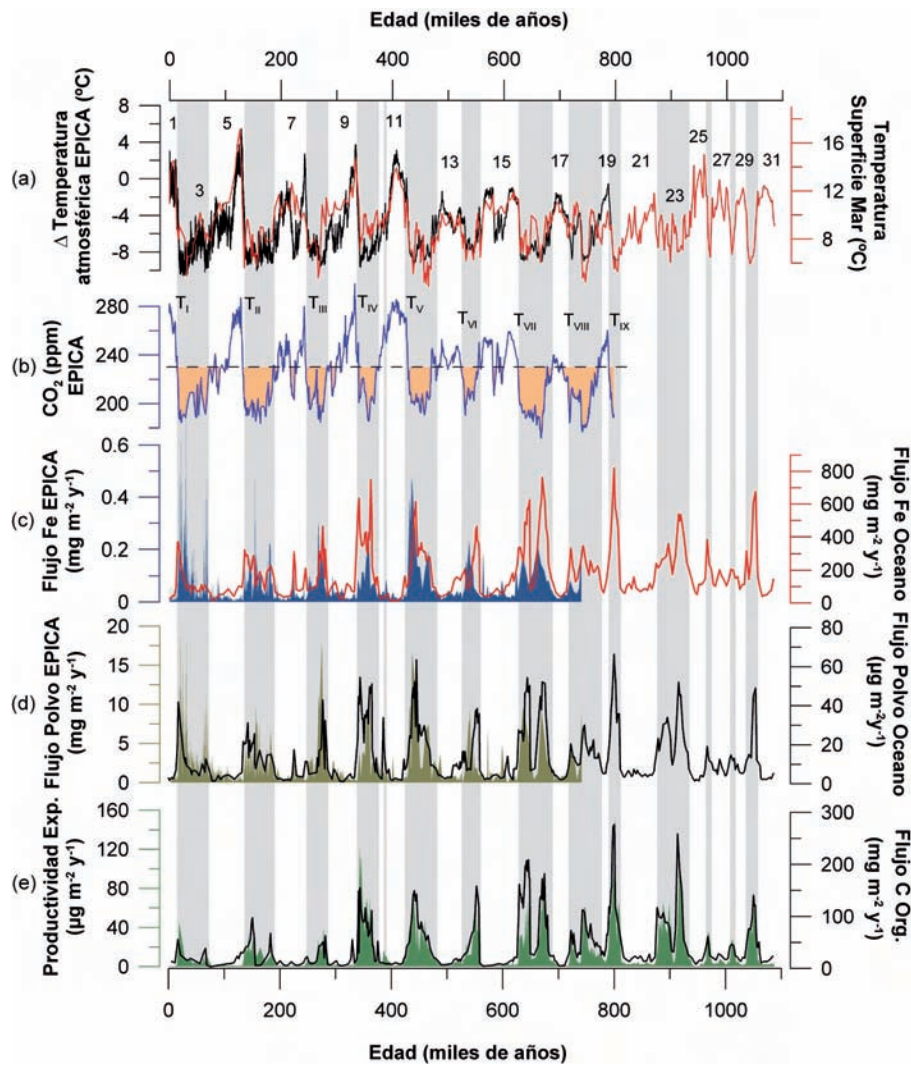 Edad (miles de años)
0 200 400 600 800 1000
(a)
Δ Temperatura
atmosférica EPICA (ºC)
8
4
0
-4
-8
1 3 5 7 9 11 13 15 17 19 21 23 25 27 29 31
16
12
8
Temperatura
Superficie Mar (ºC)
(b)
CO2 (ppm)
EPICA
280
240
200
TI TII TIII TIV TV TVI TVII TVIII TIX
(c)
Flujo Fe EPICA
(mg m-2 y-1)
0.6
0.4
0.2
0
800
600
400
200
0
Flujo Fe Oceano
(mg m-2 y-1)
(d)
Flujo Polvo EPICA
(mg m-2 y-1)
20
15
10
5
0
80
60
40
20
0
Flujo Polvo Oceano
(µg m-2y-1)
(e)
Productividad Exp.
(µg m-2 y-1)
160
120
80
40
0
300
200
100
0
Flujo C Org.
(mg m-2 y-1)
0 200 400 600 800 1000
Edad (miles de años)